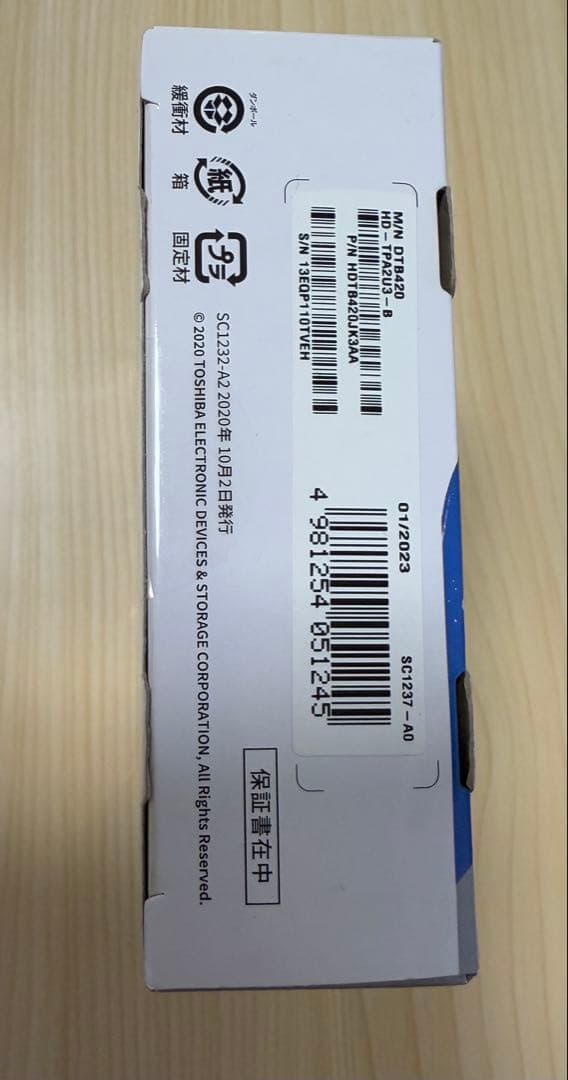 M/N DTB420
HD-TPA2U3-B
P/N HDTB420JK3AA
S/N 13EQP110TVEH
01/2023
SC1237-A0
4 981254 051245
ダンボール
緩衝材
紙
箱
プラ
固定材
SC1232-A2 2020年 10月2日発行
© 2020 TOSHIBA ELECTRONIC DEVICES & STORAGE CORPORATION, All Rights Reserved.
保証書在中